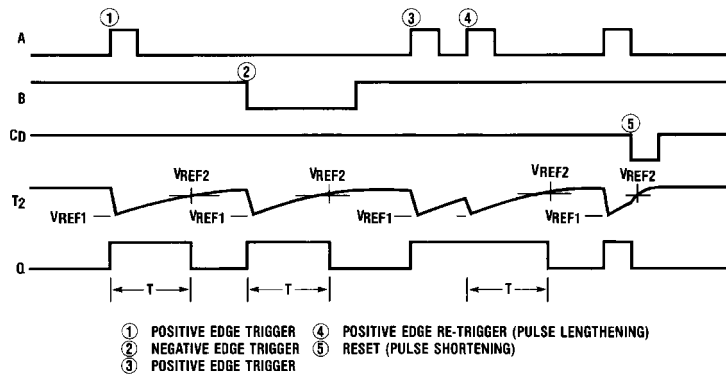 ① ③ ④
A
②
B
⑤
CD
VREF2 VREF2 VREF2 VREF2
T2
VREF1 VREF1 VREF1 VREF1
Q
T T T
① POSITIVE EDGE TRIGGER ④ POSITIVE EDGE RE-TRIGGER (PULSE LENGTHENING)
② NEGATIVE EDGE TRIGGER ⑤ RESET (PULSE SHORTENING)
③ POSITIVE EDGE TRIGGER